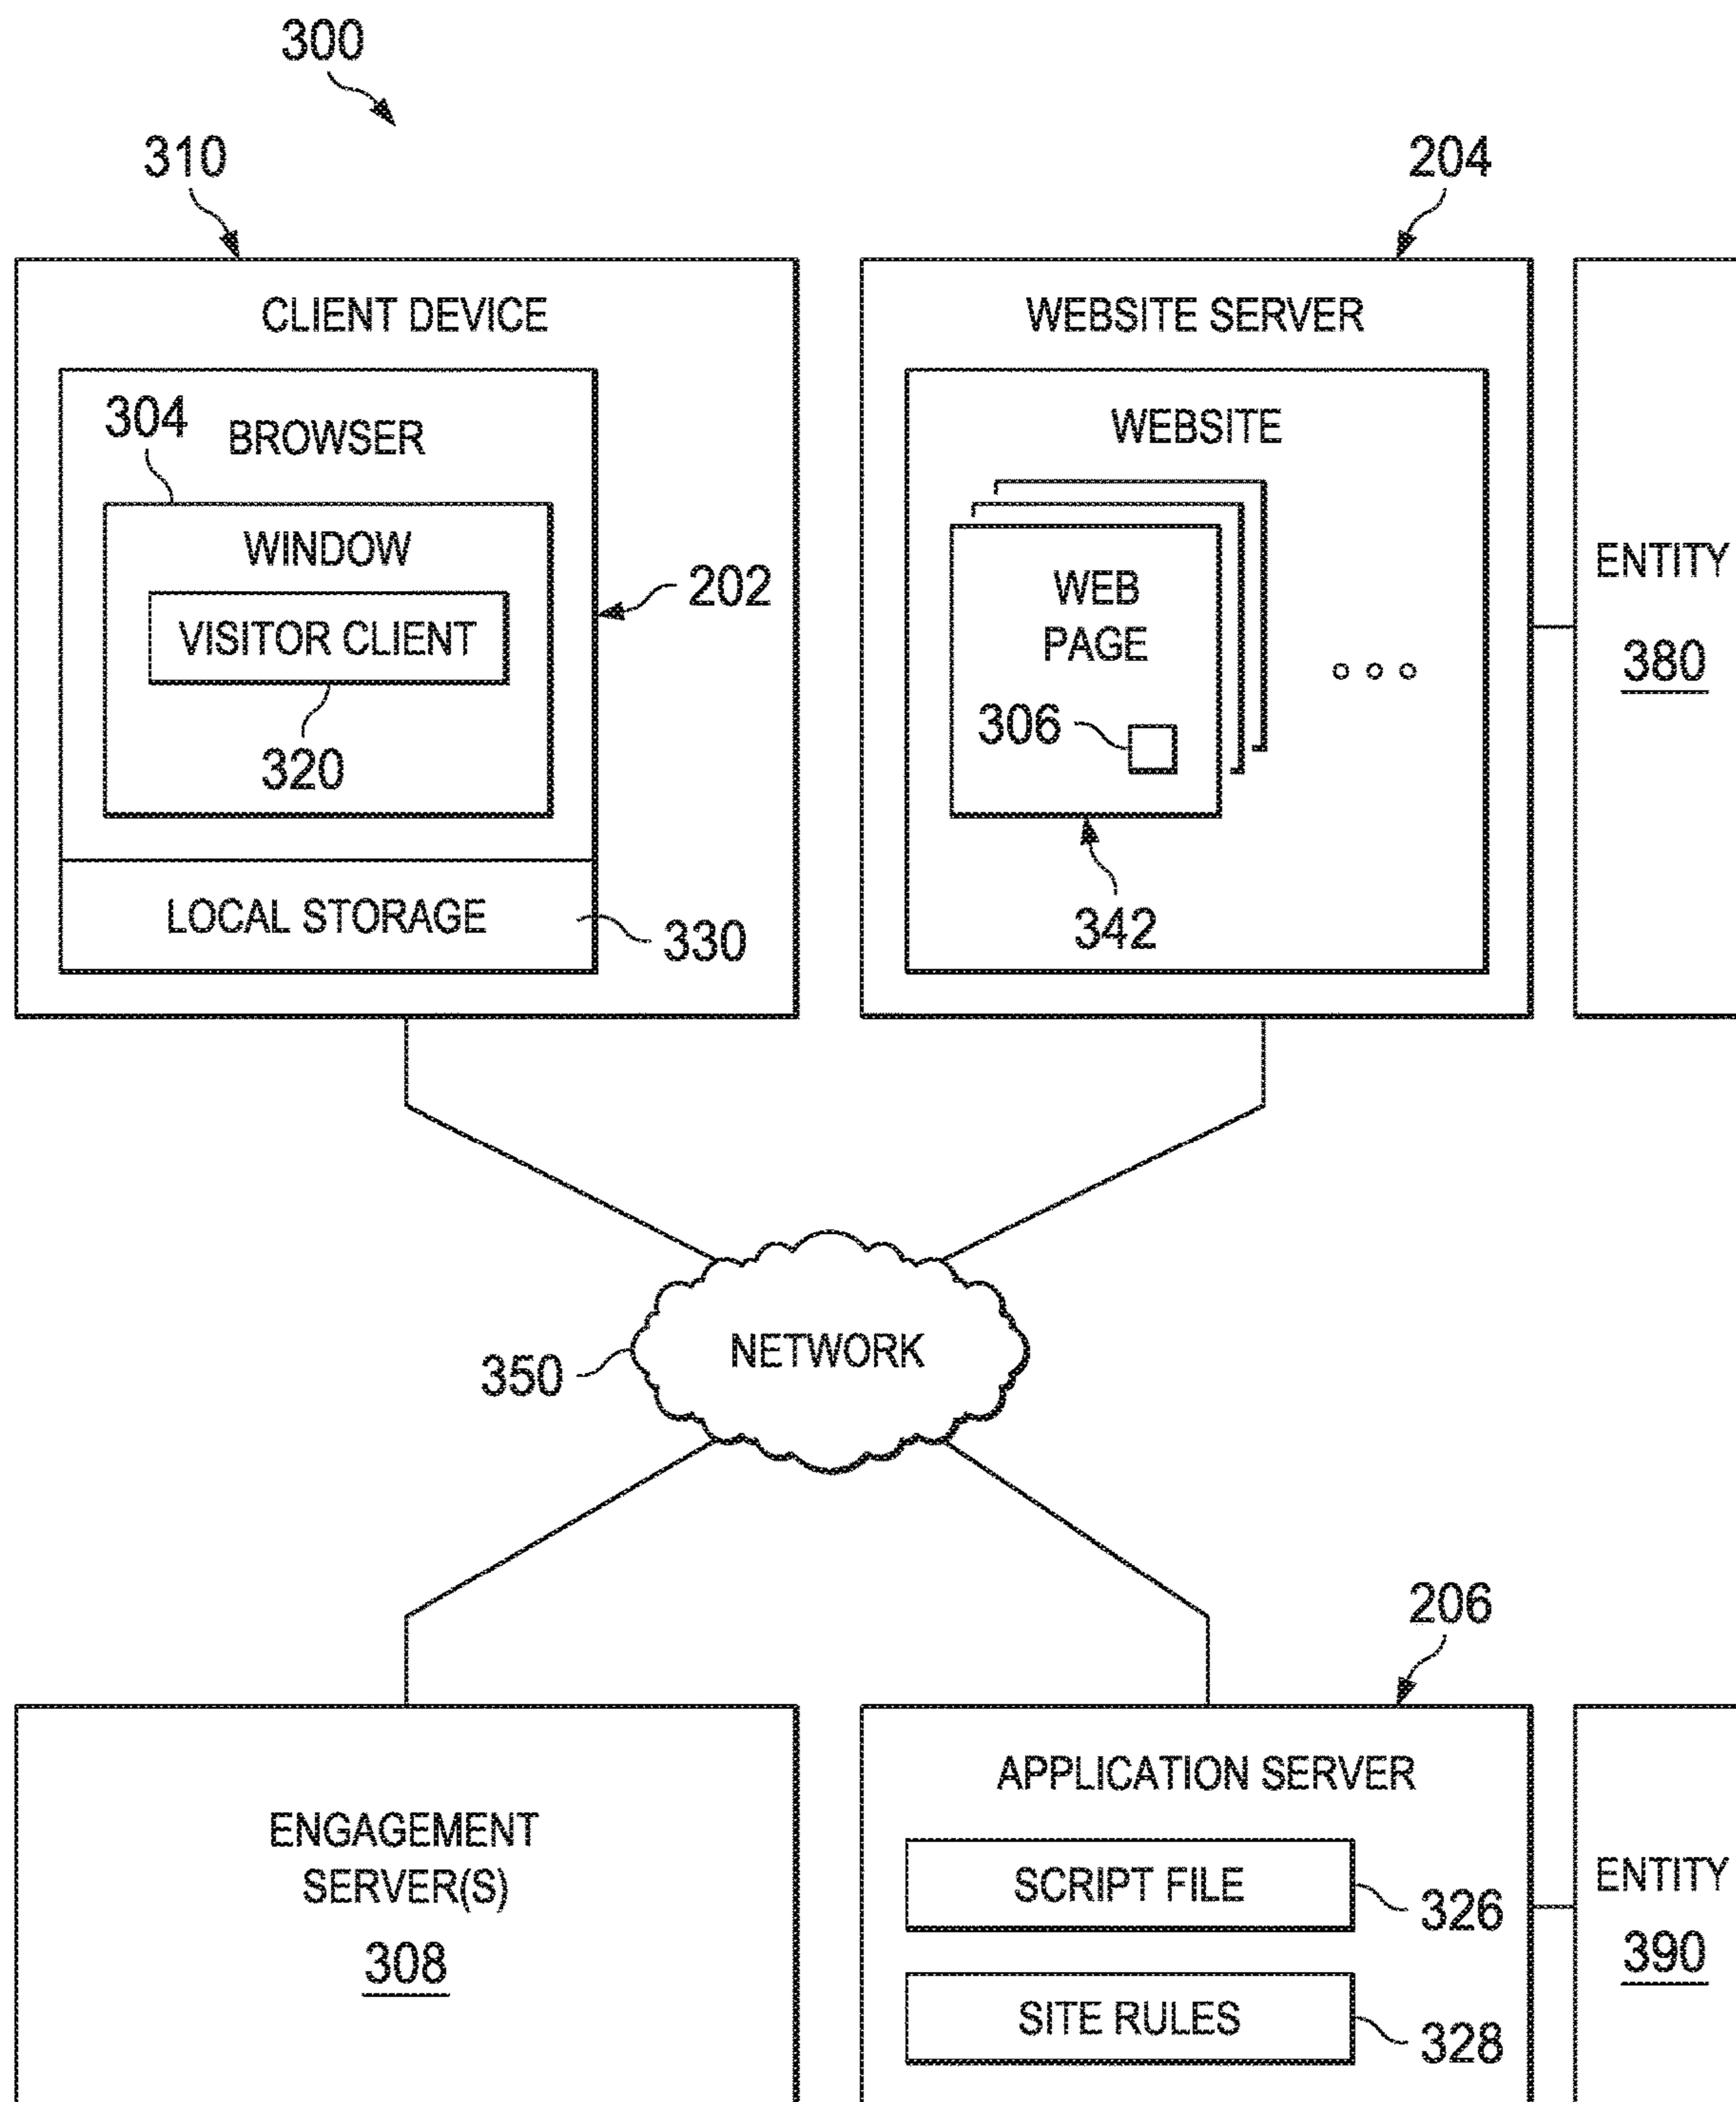 300
310
204
CLIENT DEVICE
WEBSITE SERVER
304
BROWSER
WEBSITE
WINDOW
VISITOR CLIENT
202
320
WEB
PAGE
306
ENTITY
380
LOCAL STORAGE
330
342
NETWORK
350
206
ENGAGEMENT
SERVER(S)
308
APPLICATION SERVER
SCRIPT FILE
326
SITE RULES
328
ENTITY
390